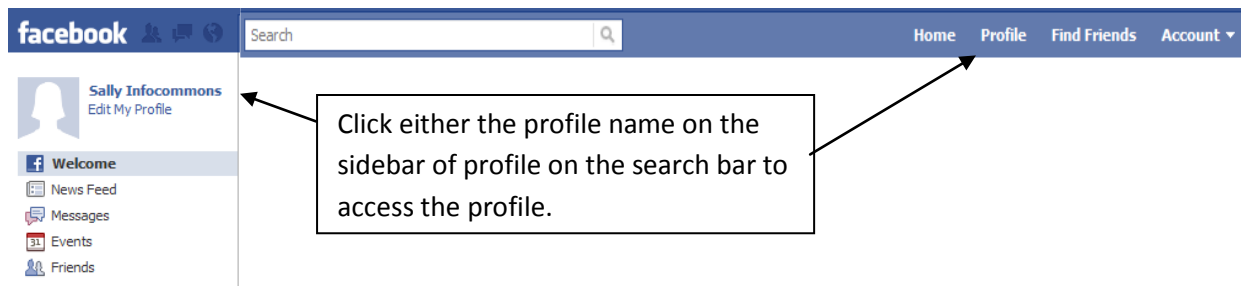 facebook
Search
Home Profile Find Friends Account
Sally Infocommons
Edit My Profile
Click either the profile name on the
sidebar of profile on the search bar to
access the profile.
Welcome
News Feed
Messages
31 Events
Friends